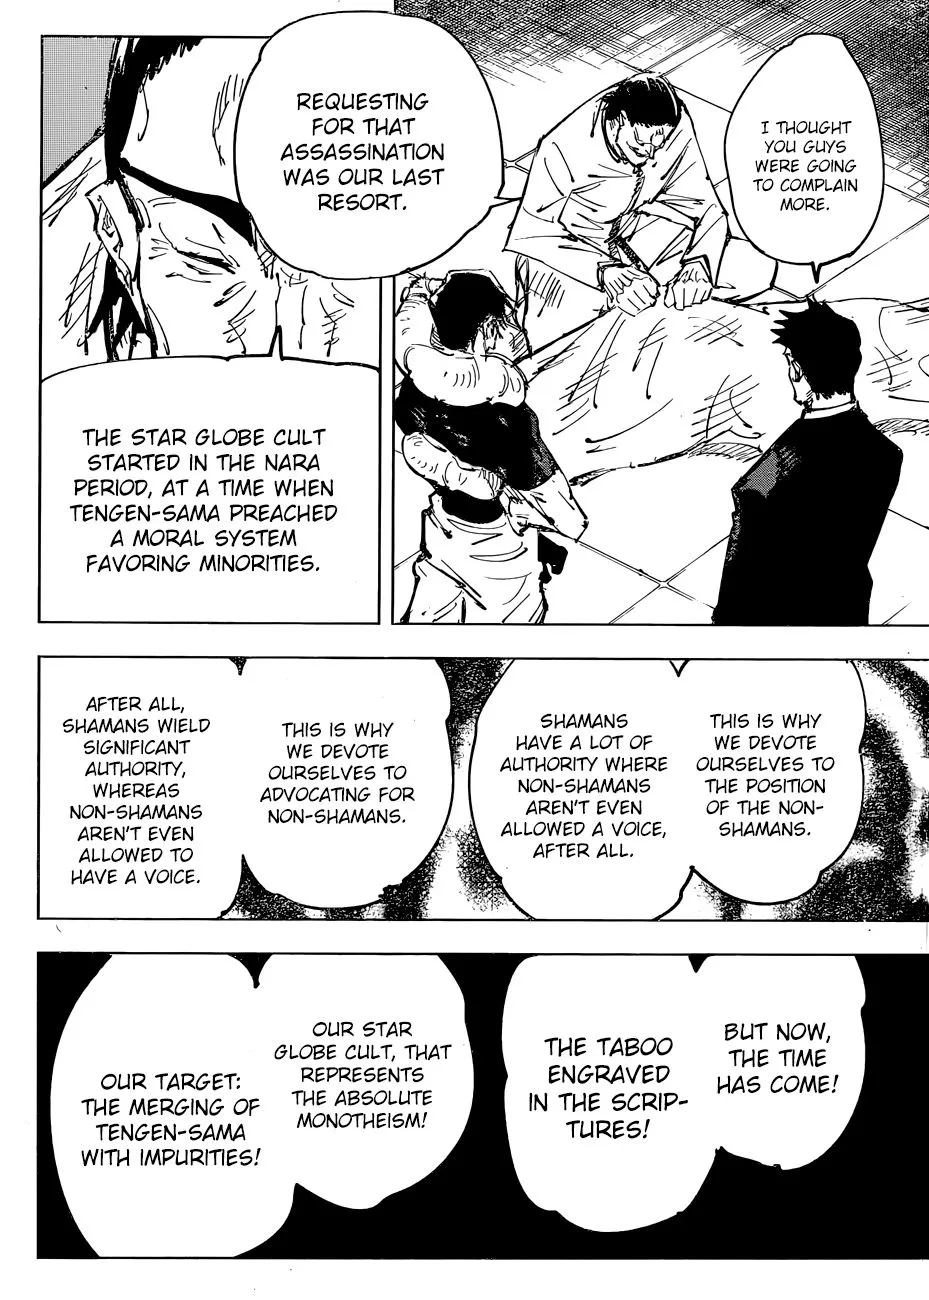 I THOUGHT
YOU GUYS
WERE GOING
TO COMPLAIN
MORE.
REQUESTING
FOR THAT
ASSASSINATION
WAS OUR LAST
RESORT.
THE STAR GLOBE CULT
STARTED IN THE NARA
PERIOD, AT A TIME WHEN
TENGEN-SAMA PREACHED
A MORAL SYSTEM
FAVORING MINORITIES.
THIS IS WHY
WE DEVOTE
OURSELVES TO
THE POSITION
OF THE NON-
SHAMANS.
SHAMANS
HAVE A LOT OF
AUTHORITY WHERE
NON-SHAMANS
AREN'T EVEN
ALLOWED A VOICE,
AFTER ALL.
THIS IS WHY
WE DEVOTE
OURSELVES TO
ADVOCATING FOR
NON-SHAMANS.
AFTER ALL,
SHAMANS WIELD
SIGNIFICANT
AUTHORITY,
WHEREAS
NON-SHAMANS
AREN'T EVEN
ALLOWED TO
HAVE A VOICE.
BUT NOW,
THE TIME
HAS COME!
THE TABOO
ENGRAVED
IN THE SCRIP-
TURES!
OUR STAR
GLOBE CULT, THAT
REPRESENTS
THE ABSOLUTE
MONOTHEISM!
OUR TARGET:
THE MERGING OF
TENGEN-SAMA
WITH IMPURITIES!